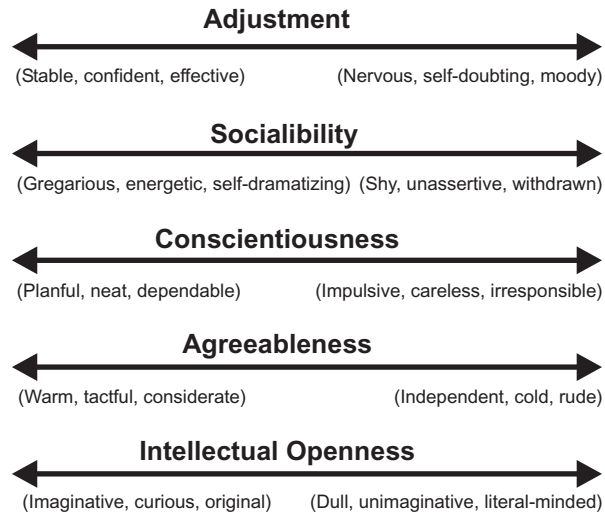 Adjustment
(Stable, confident, effective) (Nervous, self-doubting, moody)
Socialibility
(Gregarious, energetic, self-dramatizing) (Shy, unassertive, withdrawn)
Conscientiousness
(Planful, neat, dependable) (Impulsive, careless, irresponsible)
Agreeableness
(Warm, tactful, considerate) (Independent, cold, rude)
Intellectual Openness
(Imaginative, curious, original) (Dull, unimaginative, literal-minded)